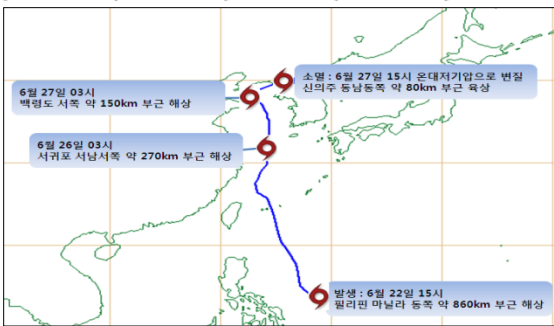 소멸 : 6월 27일 15시 온대저기압으로 변질
신의주 동남동쪽 약 80km 부근 육상
6월 27일 03시
백령도 서쪽 약 150km 부근 해상
6월 26일 03시
서귀포 서남서쪽 약 270km 부근 해상
발생 : 6월 22일 15시
필리핀 마닐라 동쪽 약 860km 부근 해상